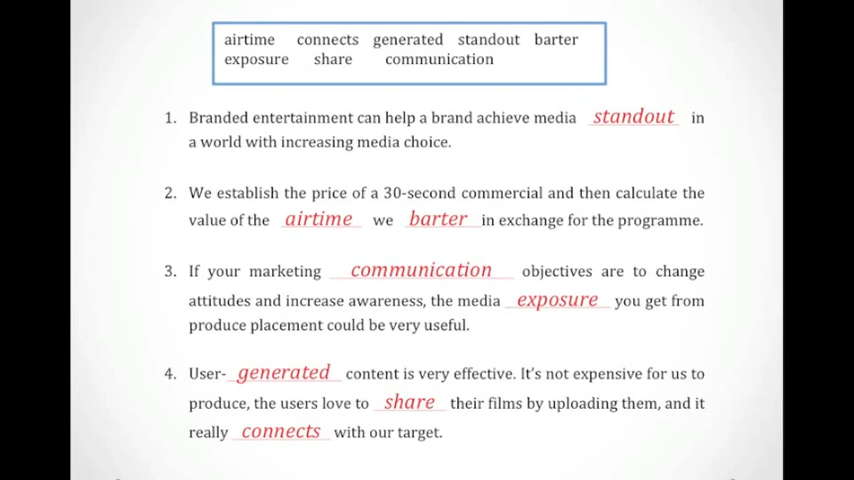 airtime connects generated standout barter
exposure share communication
1. Branded entertainment can help a brand achieve media standout in
a world with increasing media choice.
2. We establish the price of a 30-second commercial and then calculate the
value of the airtime we barter in exchange for the programme.
3. If your marketing communication objectives are to change
attitudes and increase awareness, the media exposure you get from
produce placement could be very useful.
4. User- generated content is very effective. It's not expensive for us to
produce, the users love to share their films by uploading them, and it
really connects with our target.